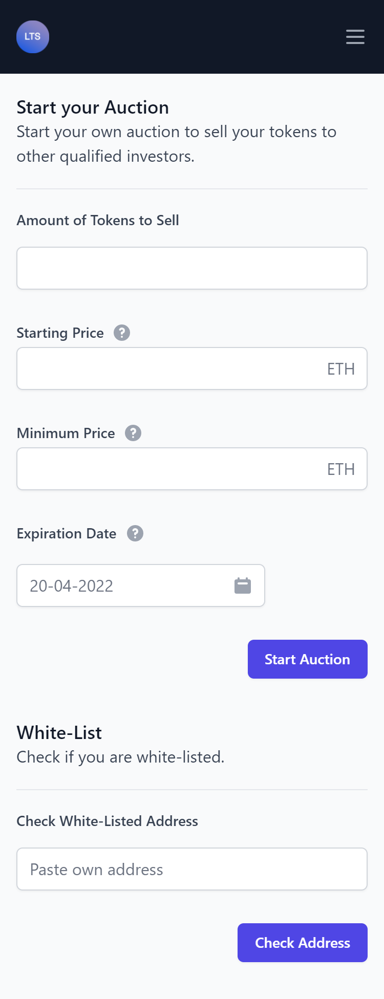 LTS
Start your Auction
Start your own auction to sell your tokens to
other qualified investors.
Amount of Tokens to Sell
Starting Price ?
ETH
Minimum Price ?
ETH
Expiration Date ?
20-04-2022
Start Auction
White-List
Check if you are white-listed.
Check White-Listed Address
Paste own address
Check Address